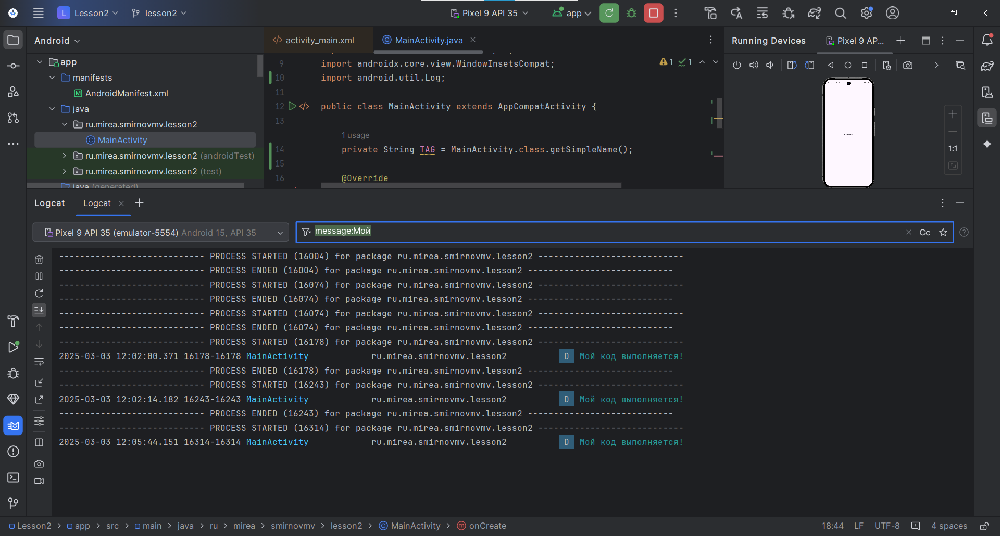 L Lesson2 lesson2 Pixel 9 API 35 app
Android
activity_main.xml MainActivity.java
Running Devices Pixel 9 AP...
app
manifests
AndroidManifest.xml
java
ru.mirea.smirnovmv.lesson2
MainActivity
ru.mirea.smirnovmv.lesson2 (androidTest)
ru.mirea.smirnovmv.lesson2 (test)
java (generated)
9 import androidx.core.view.WindowInsetsCompat;
1 1
10 import android.util.Log;
11
12 public class MainActivity extends AppCompatActivity {
13
1 usage
14 private String TAG = MainActivity.class.getSimpleName();
15
16 @Override
1:1
Logcat Logcat
Pixel 9 API 35 (emulator-5554) Android 15, API 35
message:Мой Cc
---------------------------- PROCESS STARTED (16004) for package ru.mirea.smirnovmv.lesson2 ----------------------------
---------------------------- PROCESS ENDED (16004) for package ru.mirea.smirnovmv.lesson2 ----------------------------
---------------------------- PROCESS STARTED (16074) for package ru.mirea.smirnovmv.lesson2 ----------------------------
---------------------------- PROCESS ENDED (16074) for package ru.mirea.smirnovmv.lesson2 ----------------------------
---------------------------- PROCESS STARTED (16074) for package ru.mirea.smirnovmv.lesson2 ----------------------------
---------------------------- PROCESS ENDED (16074) for package ru.mirea.smirnovmv.lesson2 ----------------------------
---------------------------- PROCESS STARTED (16178) for package ru.mirea.smirnovmv.lesson2 ----------------------------
2025-03-03 12:02:00.371 16178-16178 MainActivity ru.mirea.smirnovmv.lesson2 D Мой код выполняется!
---------------------------- PROCESS ENDED (16178) for package ru.mirea.smirnovmv.lesson2 ----------------------------
---------------------------- PROCESS STARTED (16243) for package ru.mirea.smirnovmv.lesson2 ----------------------------
2025-03-03 12:02:14.182 16243-16243 MainActivity ru.mirea.smirnovmv.lesson2 D Мой код выполняется!
---------------------------- PROCESS ENDED (16243) for package ru.mirea.smirnovmv.lesson2 ----------------------------
---------------------------- PROCESS STARTED (16314) for package ru.mirea.smirnovmv.lesson2 ----------------------------
2025-03-03 12:05:44.151 16314-16314 MainActivity ru.mirea.smirnovmv.lesson2 D Мой код выполняется!
Lesson2 > app > src > main > java > ru > mirea > smirnovmv > lesson2 > MainActivity > onCreate
18:44 LF UTF-8 4 spaces